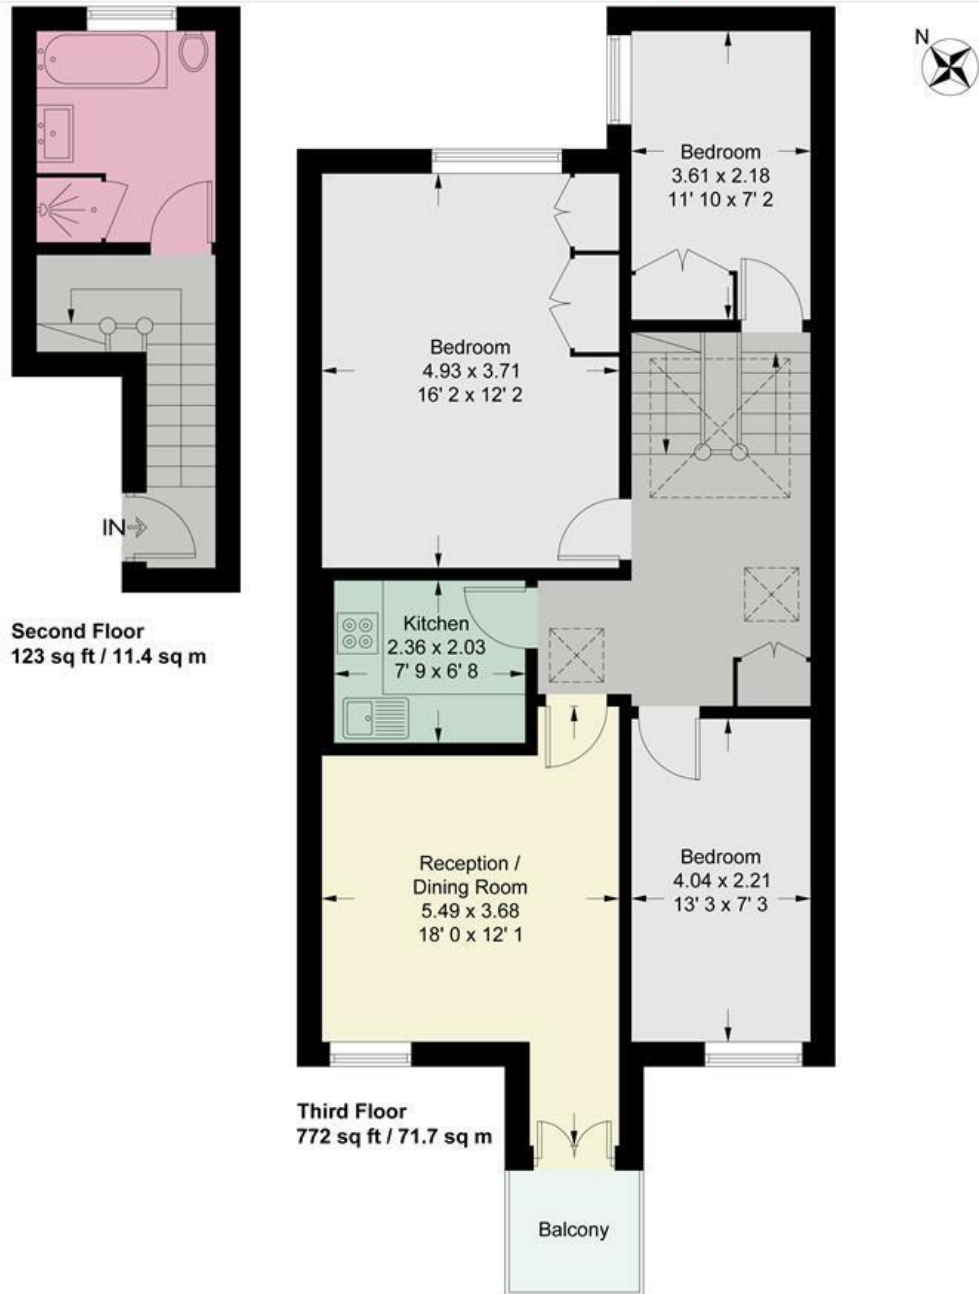 N
Bedroom
3.61 x 2.18
11' 10 x 7' 2
Bedroom
4.93 x 3.71
16' 2 x 12' 2
IN
Second Floor
123 sq ft / 11.4 sq m
Kitchen
2.36 x 2.03
7' 9 x 6' 8
Reception /
Dining Room
5.49 x 3.68
18' 0 x 12' 1
Bedroom
4.04 x 2.21
13' 3 x 7' 3
Third Floor
772 sq ft / 71.7 sq m
Balcony